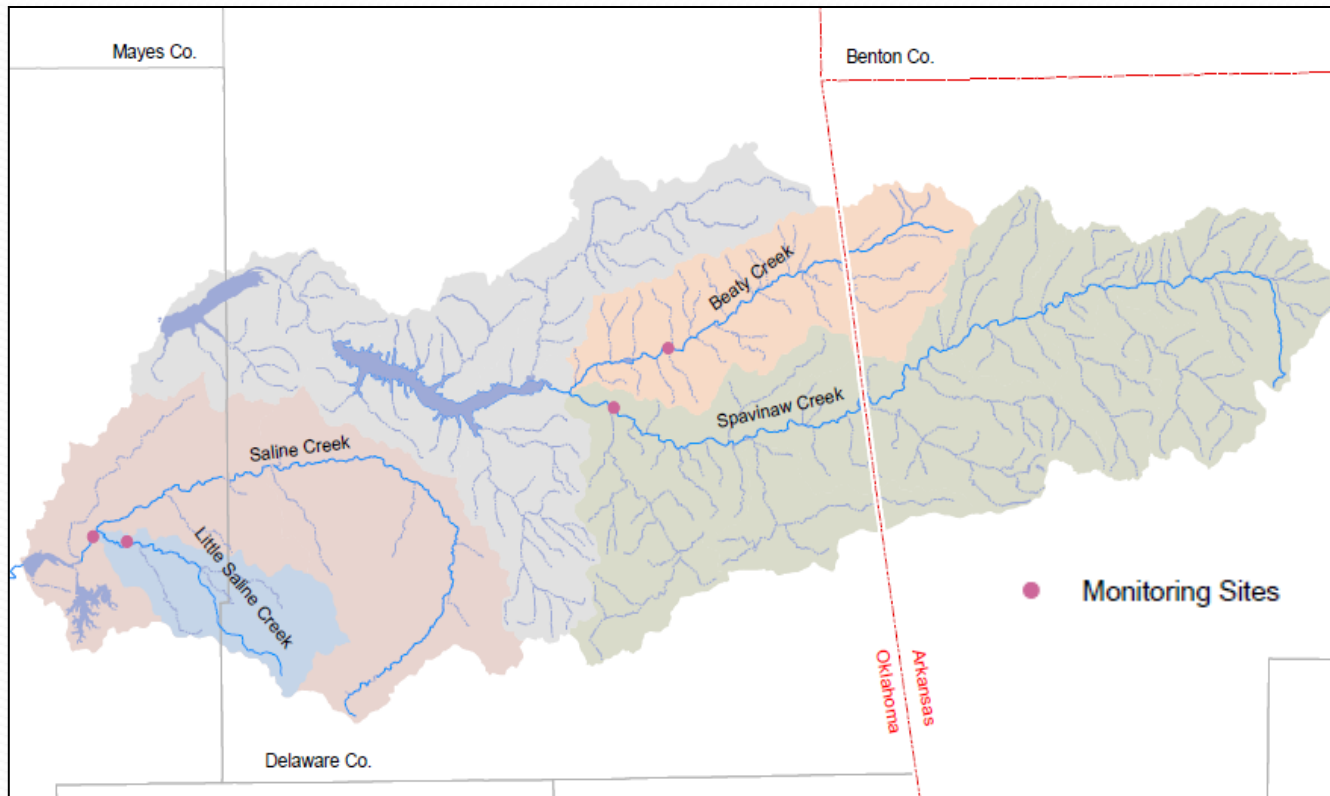 Mayes Co.
Benton Co.
Beaty Creek
Spavinaw Creek
Saline Creek
Little Saline Creek
Monitoring Sites
Oklahoma
Arkansas
Delaware Co.